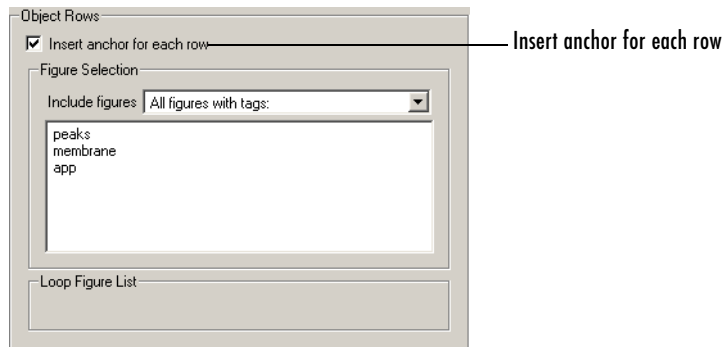 Object Rows
Insert anchor for each row
Insert anchor for each row
Figure Selection
Include figures All figures with tags:
peaks
membrane
app
Loop Figure List